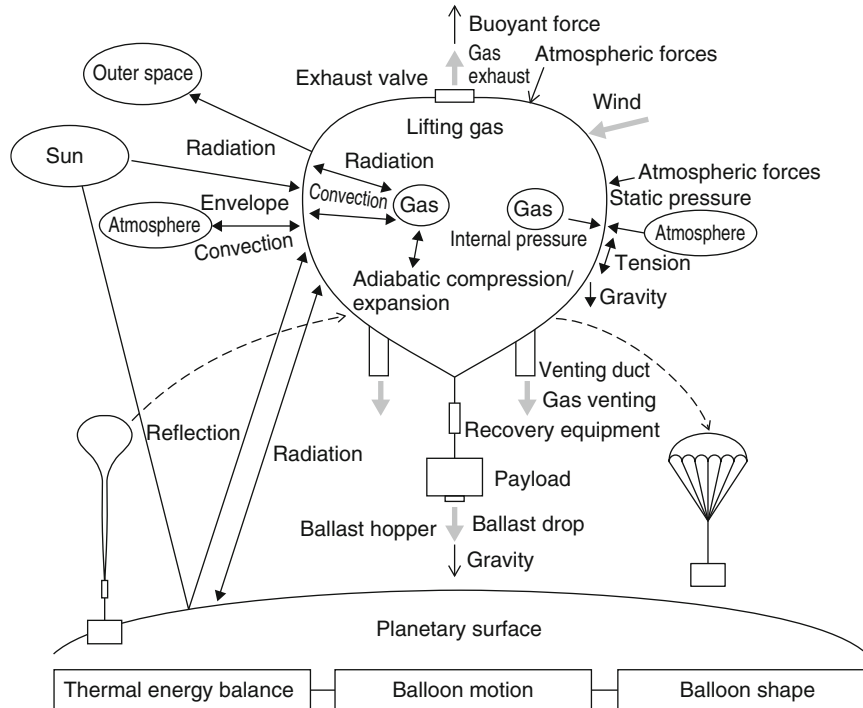 Buoyant force
Gas
exhaust
Atmospheric forces
Exhaust valve
Outer space
Wind
Lifting gas
Radiation
Sun
Radiation
Atmospheric forces
Static pressure
Envelope
Convection
Gas
Gas
Atmosphere
Atmosphere
Convection
Internal pressure
Tension
Adiabatic compression/
expansion
Gravity
Venting duct
Gas venting
Reflection
Recovery equipment
Radiation
Payload
Ballast hopper
Ballast drop
Gravity
Planetary surface
Thermal energy balance
Balloon motion
Balloon shape